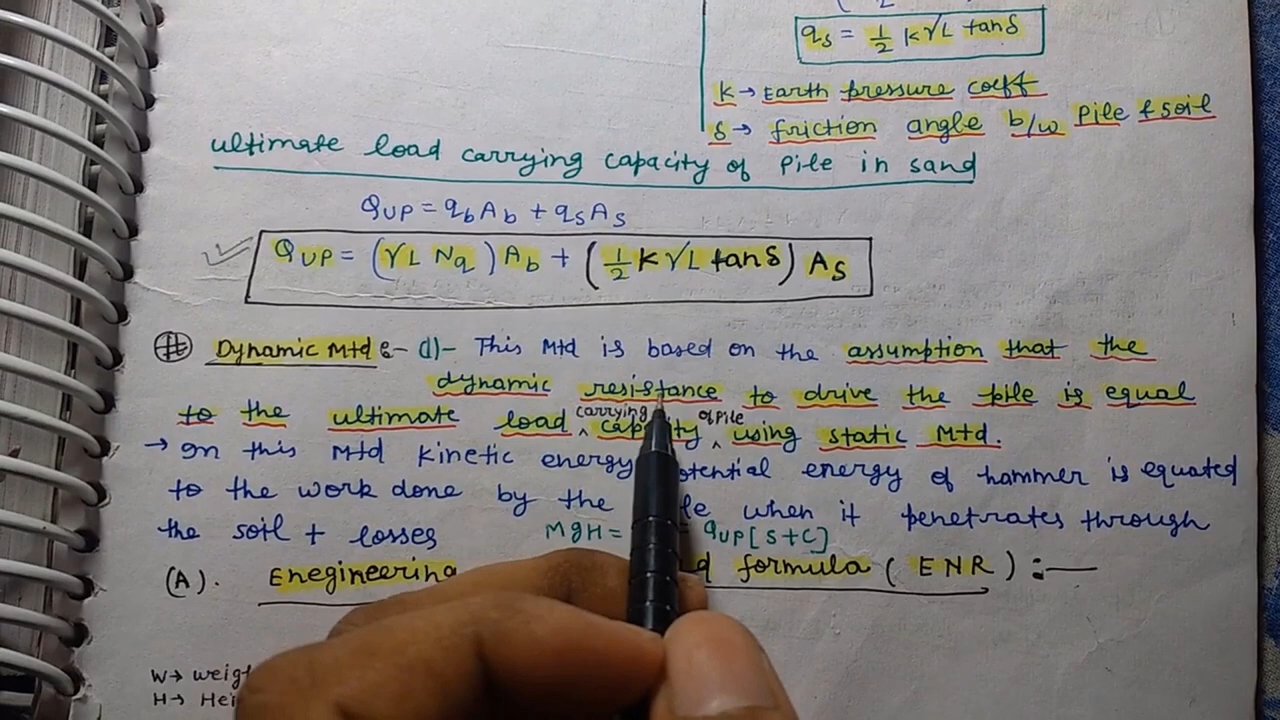 qs = 1/2 KγL tanδ
K → Earth pressure coeff
δ → friction angle b/w Pile & soil
ultimate load carrying capacity of Pile in sand
QUP = qb Ab + qs As
QUP = (γL Nq) Ab + (1/2 KγL tanδ) As
Dynamic Mtd :- d)- This Mtd is based on the assumption that the
dynamic resistance to drive the pile is equal
to the ultimate load carrying capacity of Pile using static Mtd.
→ In this Mtd kinetic energy potential energy of hammer is equated
to the work done by the when it penetrates through
the soil + losses MgH = qUP [S+C]
(A). Enegineering formula (ENR) :—
W →
H →